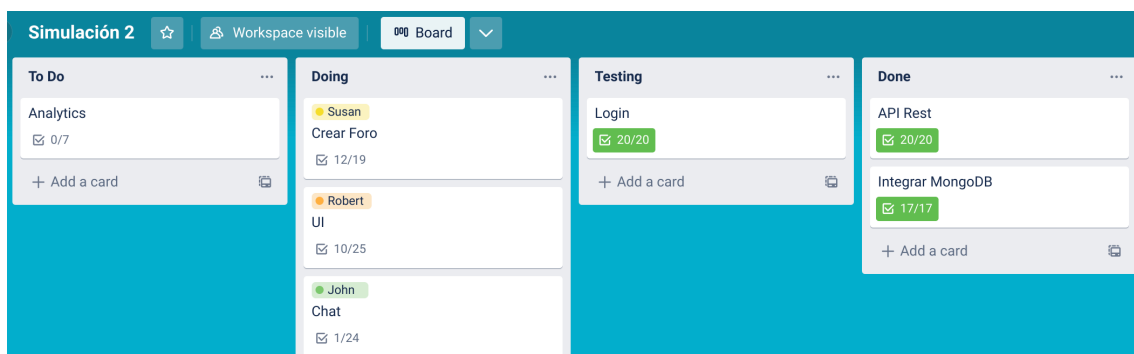 Simulación 2
Workspace visible
Board
To Do
Analytics
0/7
+ Add a card
Doing
Susan
Crear Foro
12/19
Robert
UI
10/25
John
Chat
1/24
Testing
Login
20/20
+ Add a card
Done
API Rest
20/20
Integrar MongoDB
17/17
+ Add a card